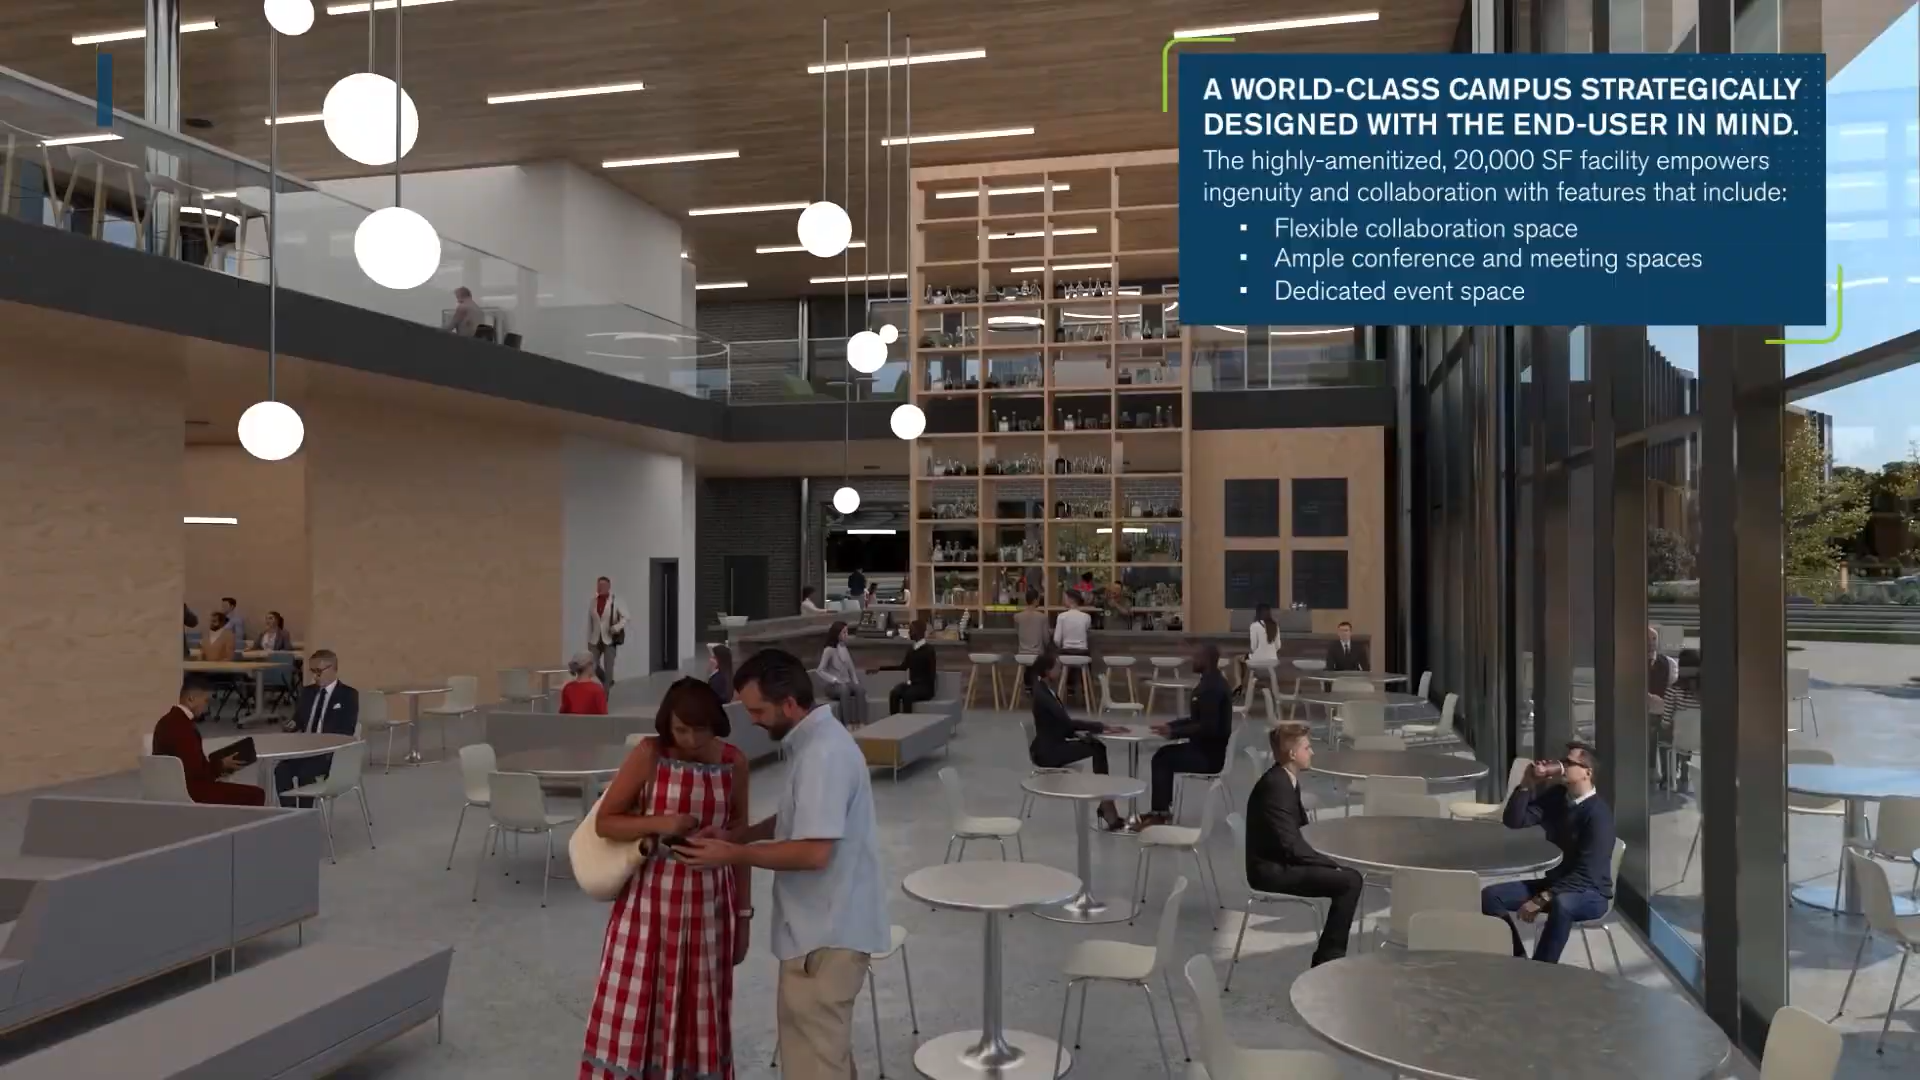 A WORLD-CLASS CAMPUS STRATEGICALLY
DESIGNED WITH THE END-USER IN MIND.
The highly-amenitized, 20,000 SF facility empowers
ingenuity and collaboration with features that include:
▪ Flexible collaboration space
▪ Ample conference and meeting spaces
▪ Dedicated event space